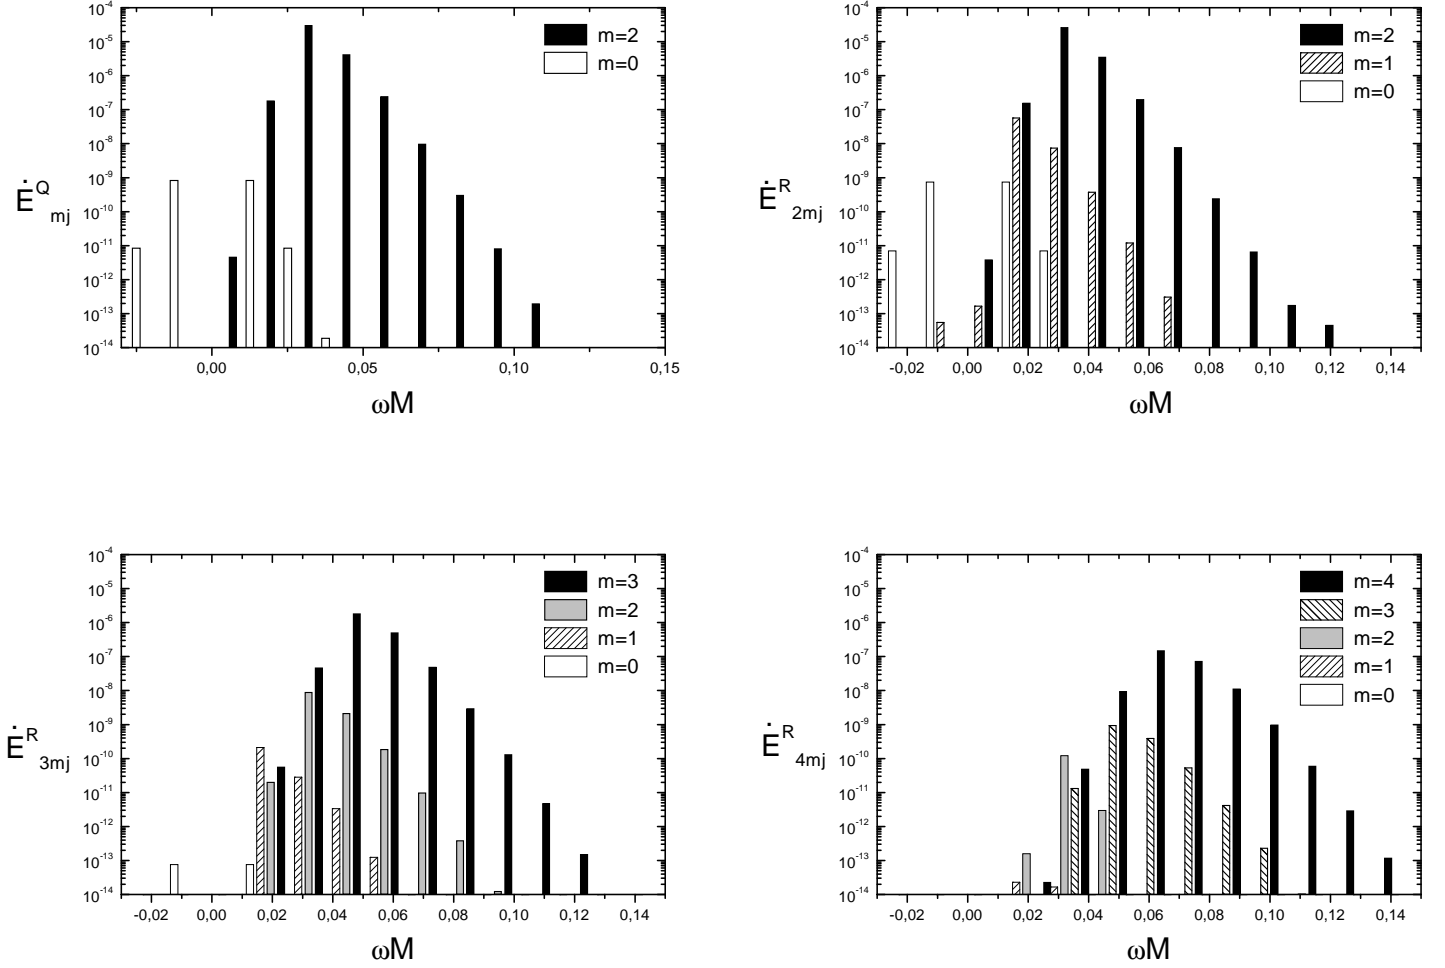 10⁻⁴
10⁻⁵
10⁻⁶
10⁻⁷
10⁻⁸
10⁻⁹
10⁻¹⁰
10⁻¹¹
10⁻¹²
10⁻¹³
10⁻¹⁴
Ė^Q_mj
m=2
m=0
0,00 0,05 0,10 0,15
ωM
10⁻⁴
10⁻⁵
10⁻⁶
10⁻⁷
10⁻⁸
10⁻⁹
10⁻¹⁰
10⁻¹¹
10⁻¹²
10⁻¹³
10⁻¹⁴
Ė^R_2mj
m=2
m=1
m=0
-0,02 0,00 0,02 0,04 0,06 0,08 0,10 0,12 0,14
ωM
10⁻⁴
10⁻⁵
10⁻⁶
10⁻⁷
10⁻⁸
10⁻⁹
10⁻¹⁰
10⁻¹¹
10⁻¹²
10⁻¹³
10⁻¹⁴
Ė^R_3mj
m=3
m=2
m=1
m=0
-0,02 0,00 0,02 0,04 0,06 0,08 0,10 0,12 0,14
ωM
10⁻⁴
10⁻⁵
10⁻⁶
10⁻⁷
10⁻⁸
10⁻⁹
10⁻¹⁰
10⁻¹¹
10⁻¹²
10⁻¹³
10⁻¹⁴
Ė^R_4mj
m=4
m=3
m=2
m=1
m=0
-0,02 0,00 0,02 0,04 0,06 0,08 0,10 0,12 0,14
ωM